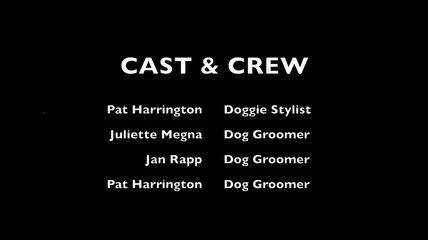 CAST & CREW
Pat Harrington Doggie Stylist
Juliette Megna Dog Groomer
Jan Rapp Dog Groomer
Pat Harrington Dog Groomer